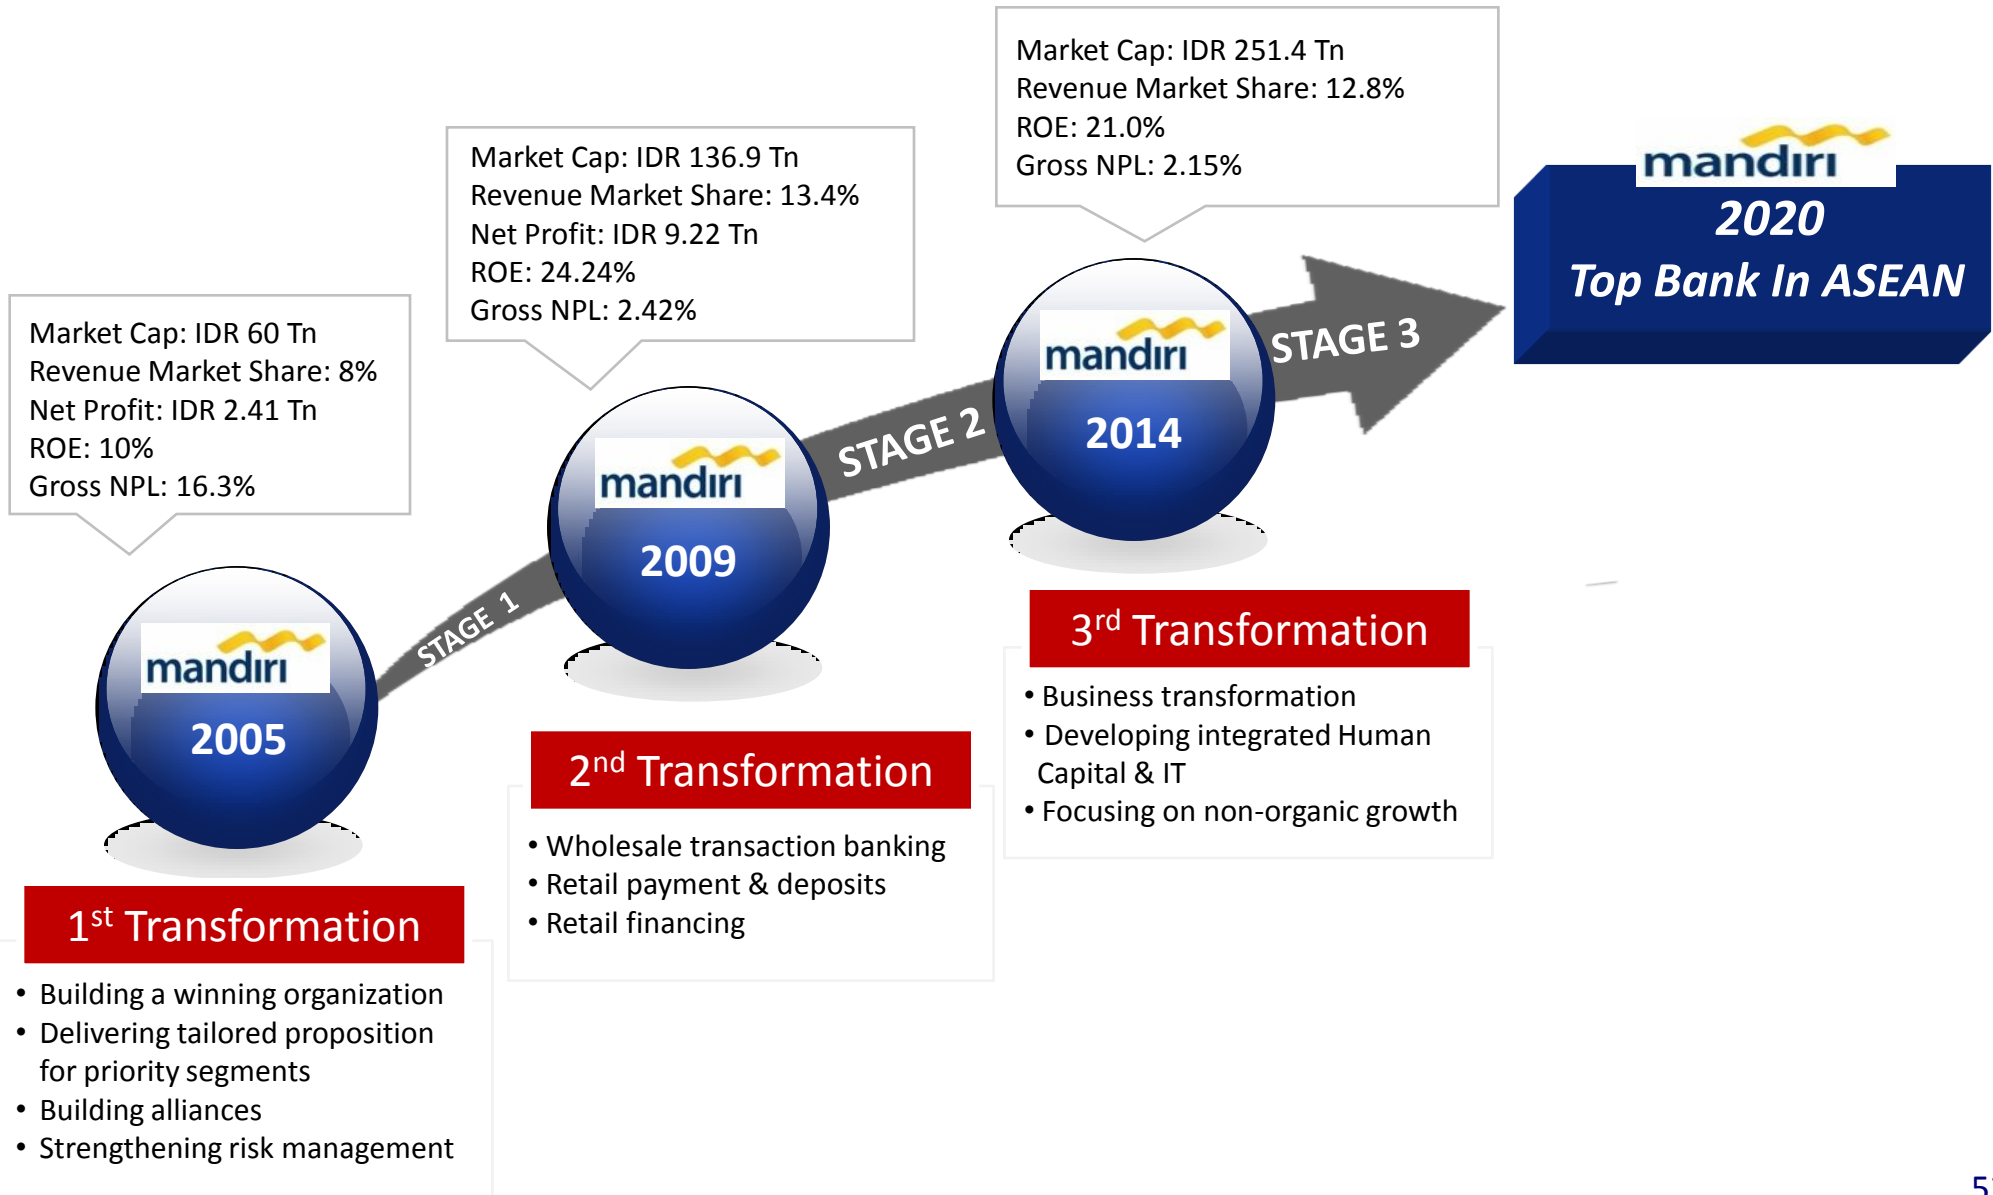 Market Cap: IDR 60 Tn
Revenue Market Share: 8%
Net Profit: IDR 2.41 Tn
ROE: 10%
Gross NPL: 16.3%
mandırı
2005
1st Transformation
• Building a winning organization
• Delivering tailored proposition
for priority segments
• Building alliances
• Strengthening risk management
STAGE 1
Market Cap: IDR 136.9 Tn
Revenue Market Share: 13.4%
Net Profit: IDR 9.22 Tn
ROE: 24.24%
Gross NPL: 2.42%
mandırı
2009
2nd Transformation
• Wholesale transaction banking
• Retail payment & deposits
• Retail financing
STAGE 2
Market Cap: IDR 251.4 Tn
Revenue Market Share: 12.8%
ROE: 21.0%
Gross NPL: 2.15%
mandırı
2014
3rd Transformation
• Business transformation
• Developing integrated Human
Capital & IT
• Focusing on non-organic growth
STAGE 3
mandırı
2020
Top Bank In ASEAN